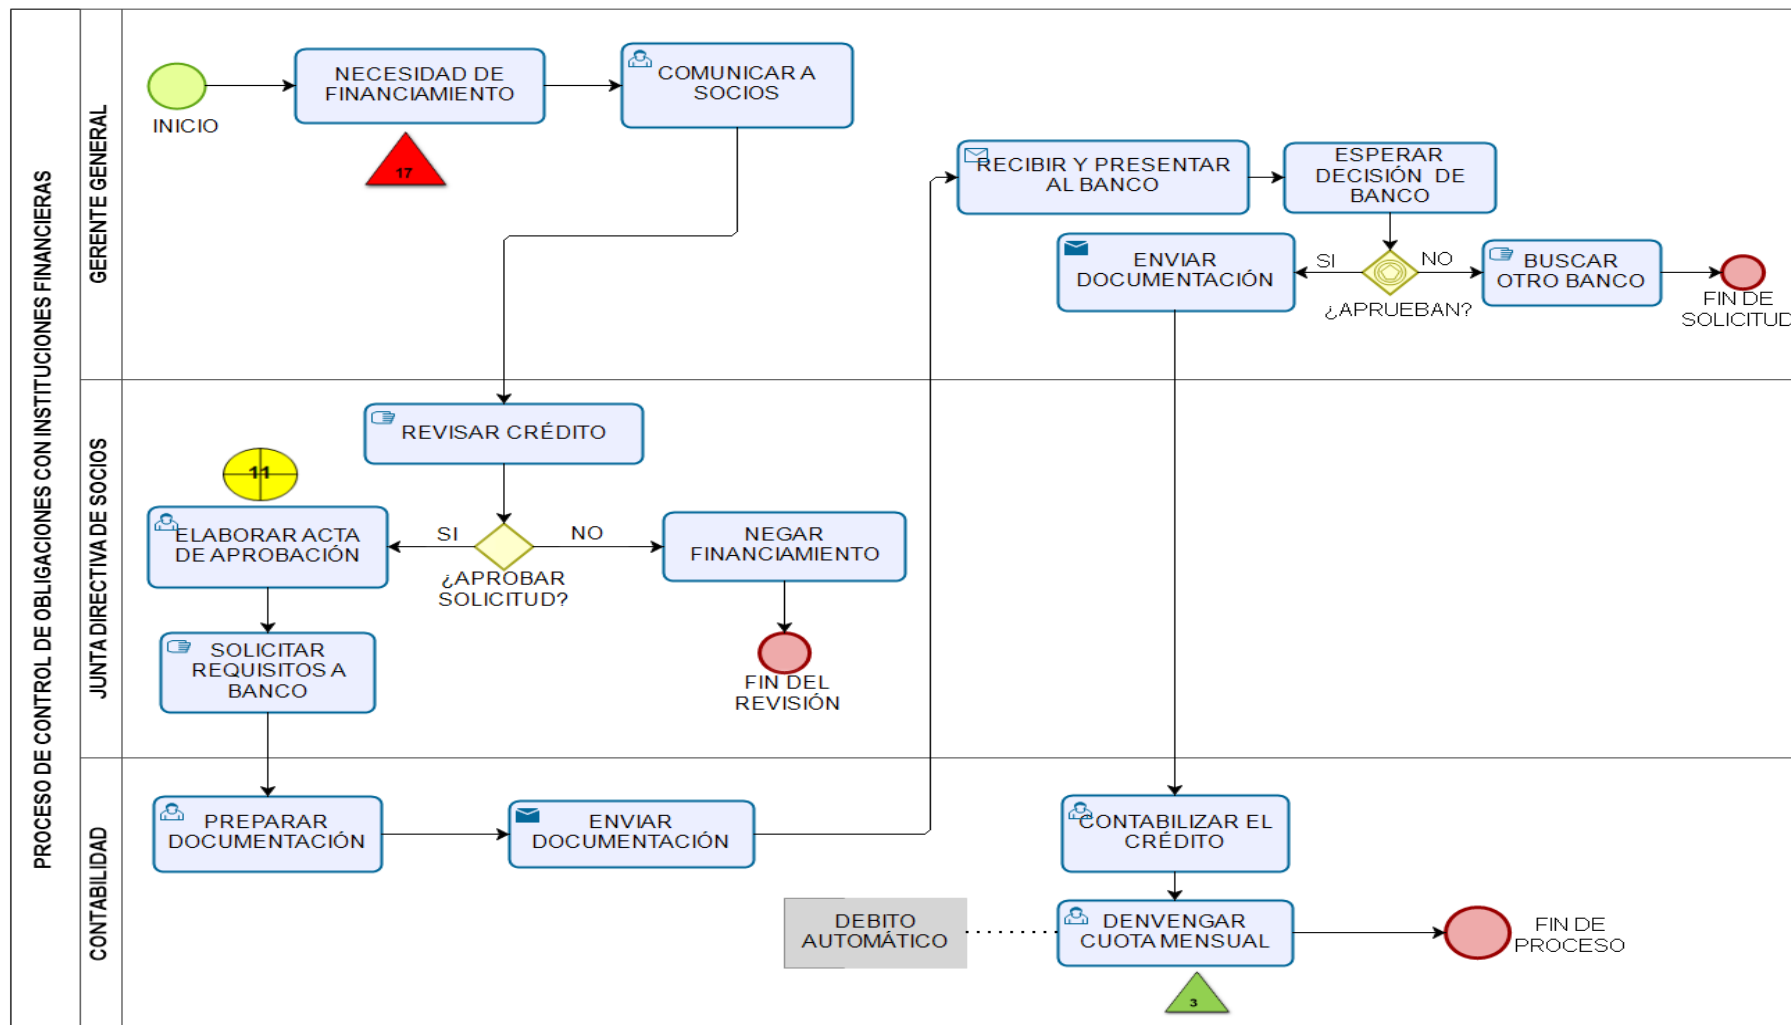 PROCESO DE CONTROL DE OBLIGACIONES CON INSTITUCIONES FINANCIERAS
GERENTE GENERAL
INICIO
NECESIDAD DE
FINANCIAMIENTO
17
COMUNICAR A
SOCIOS
RECIBIR Y PRESENTAR
AL BANCO
ESPERAR
DECISIÓN DE
BANCO
ENVIAR
DOCUMENTACIÓN
SI
NO
¿APRUEBAN?
BUSCAR
OTRO BANCO
FIN DE
SOLICITUD
JUNTA DIRECTIVA DE SOCIOS
REVISAR CRÉDITO
11
ELABORAR ACTA
DE APROBACIÓN
SI
NO
¿APROBAR
SOLICITUD?
NEGAR
FINANCIAMIENTO
SOLICITAR
REQUISITOS A
BANCO
FIN DEL
REVISIÓN
CONTABILIDAD
PREPARAR
DOCUMENTACIÓN
ENVIAR
DOCUMENTACIÓN
CONTABILIZAR EL
CRÉDITO
DEBITO
AUTOMÁTICO
DENVENGAR
CUOTA MENSUAL
FIN DE
PROCESO
3